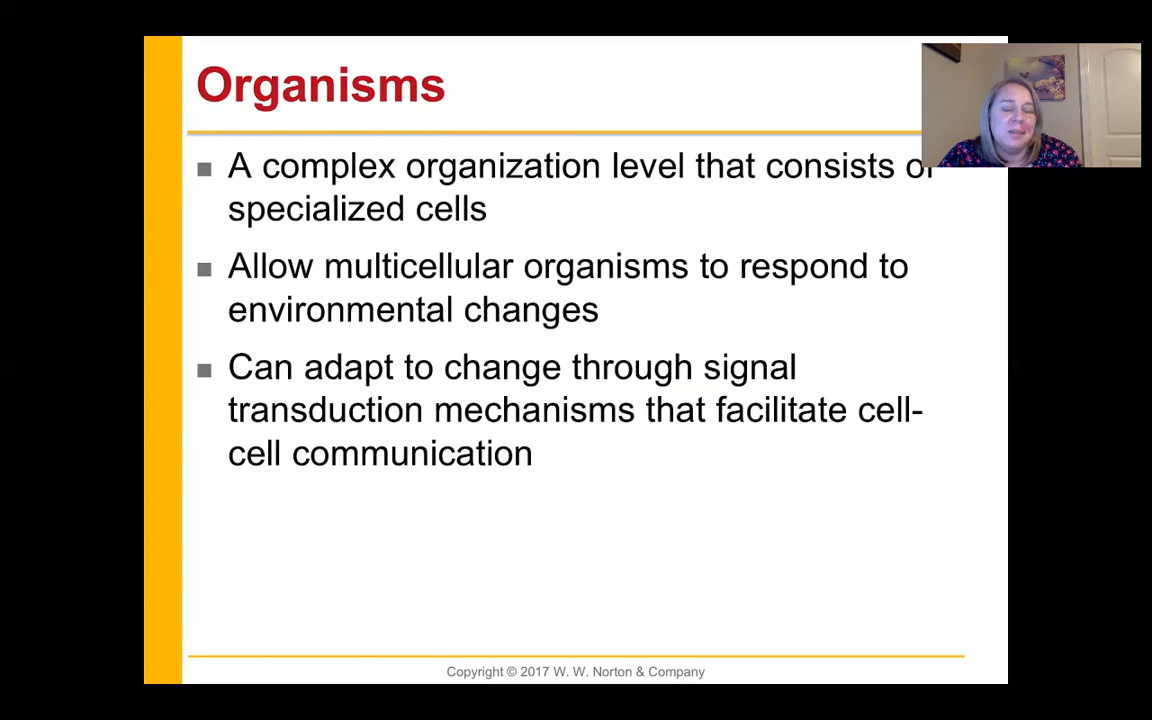 Organisms
A complex organization level that consists of
specialized cells
Allow multicellular organisms to respond to
environmental changes
Can adapt to change through signal
transduction mechanisms that facilitate cell-
cell communication
Copyright © 2017 W. W. Norton & Company